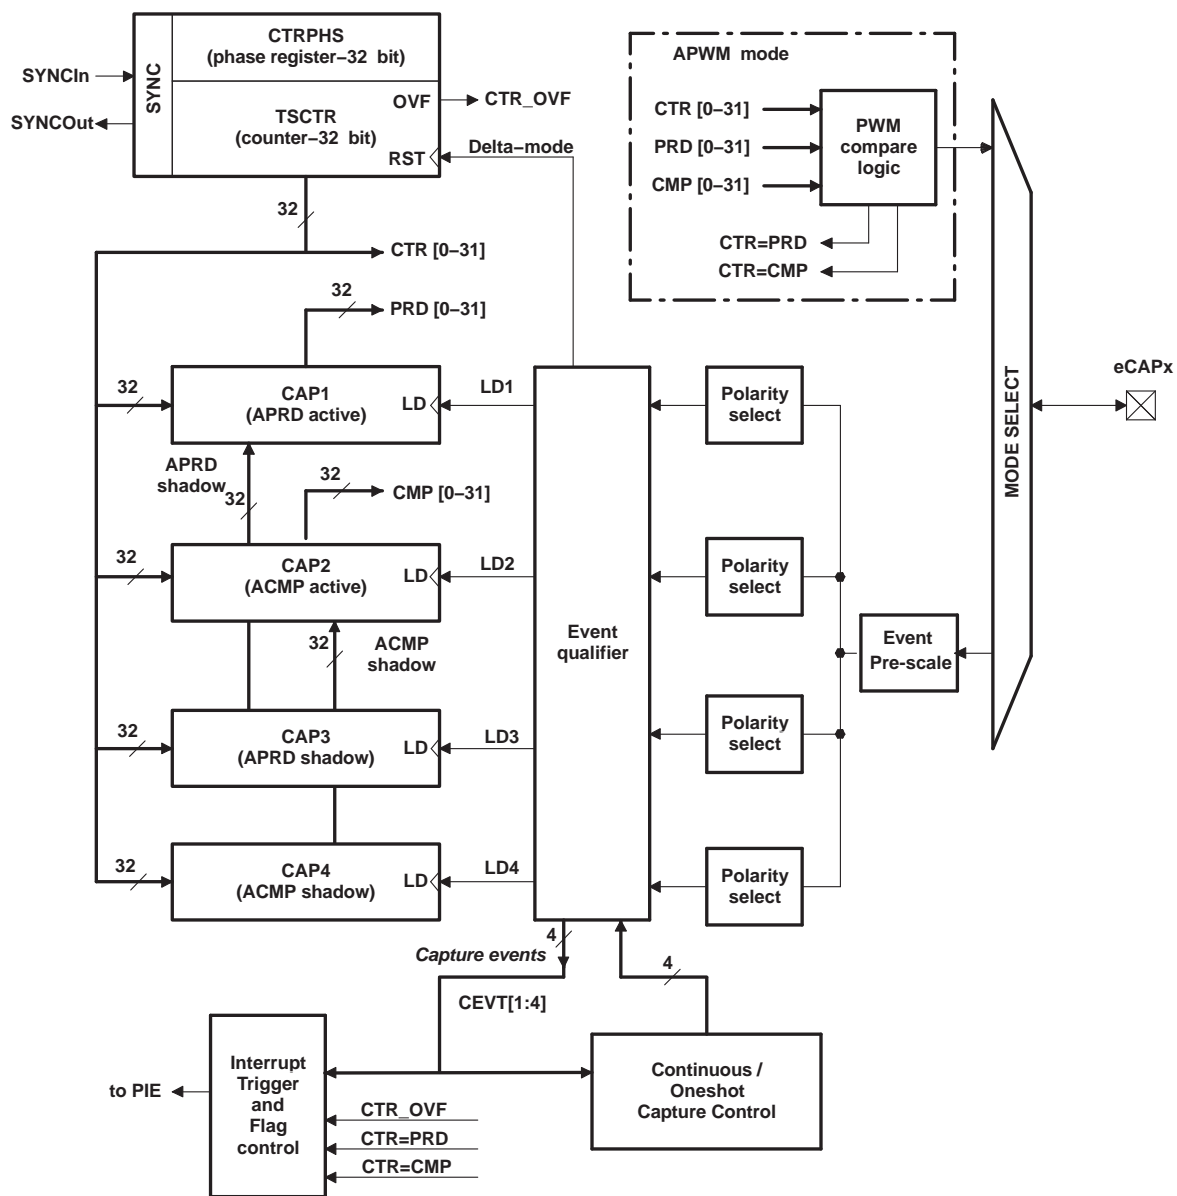 CTRPHS
(phase register–32 bit)
SYNC
SYNCIn
SYNCOut
OVF
CTR_OVF
TSCTR
(counter–32 bit)
RST
Delta–mode
32
CTR [0–31]
32
PRD [0–31]
APWM mode
CTR [0–31]
PRD [0–31]
CMP [0–31]
PWM
compare
logic
CTR=PRD
CTR=CMP
MODE SELECT
eCAPx
32
CAP1
(APRD active)
LD
LD1
Polarity
select
APRD
shadow
32
32
CMP [0–31]
32
CAP2
(ACMP active)
LD
LD2
Polarity
select
32
ACMP
shadow
Event
qualifier
Event
Pre-scale
32
CAP3
(APRD shadow)
LD
LD3
Polarity
select
32
CAP4
(ACMP shadow)
LD
LD4
Polarity
select
4
Capture events
4
CEVT[1:4]
Interrupt
Trigger
and
Flag
control
to PIE
CTR_OVF
CTR=PRD
CTR=CMP
Continuous /
Oneshot
Capture Control